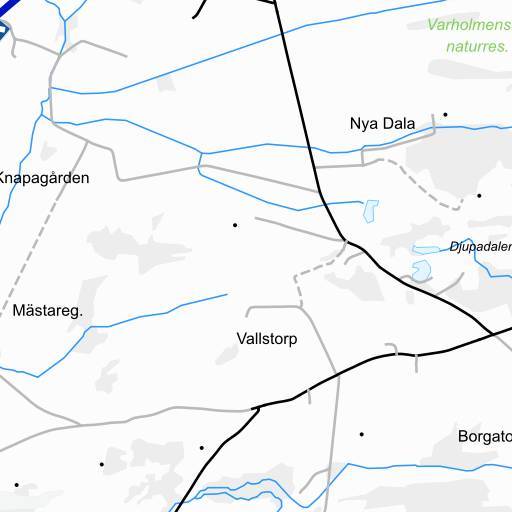 Varholmens
naturres.
Nya Dala
Knapagården
Djupadalen
Mästareg.
Vallstorp
Borgato